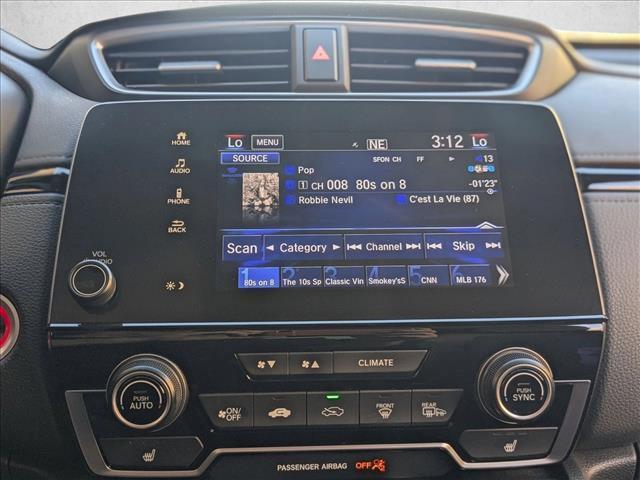 HOME
AUDIO
PHONE
BACK
VOL
AUDIO
Lo MENU NE 3:12 Lo
SOURCE SFON CH FF 13
Pop
1 CH 008 80s on 8 -01'23"
Robbie Nevil C'est La Vie (87)
Scan Category Channel Skip
1 2 3 4 5 6
80s on 8 The 10s Sp Classic Vin Smokey'sS CNN MLB 176
CLIMATE
PUSH AUTO
ON/OFF
FRONT
REAR
PUSH SYNC
PASSENGER AIRBAG OFF